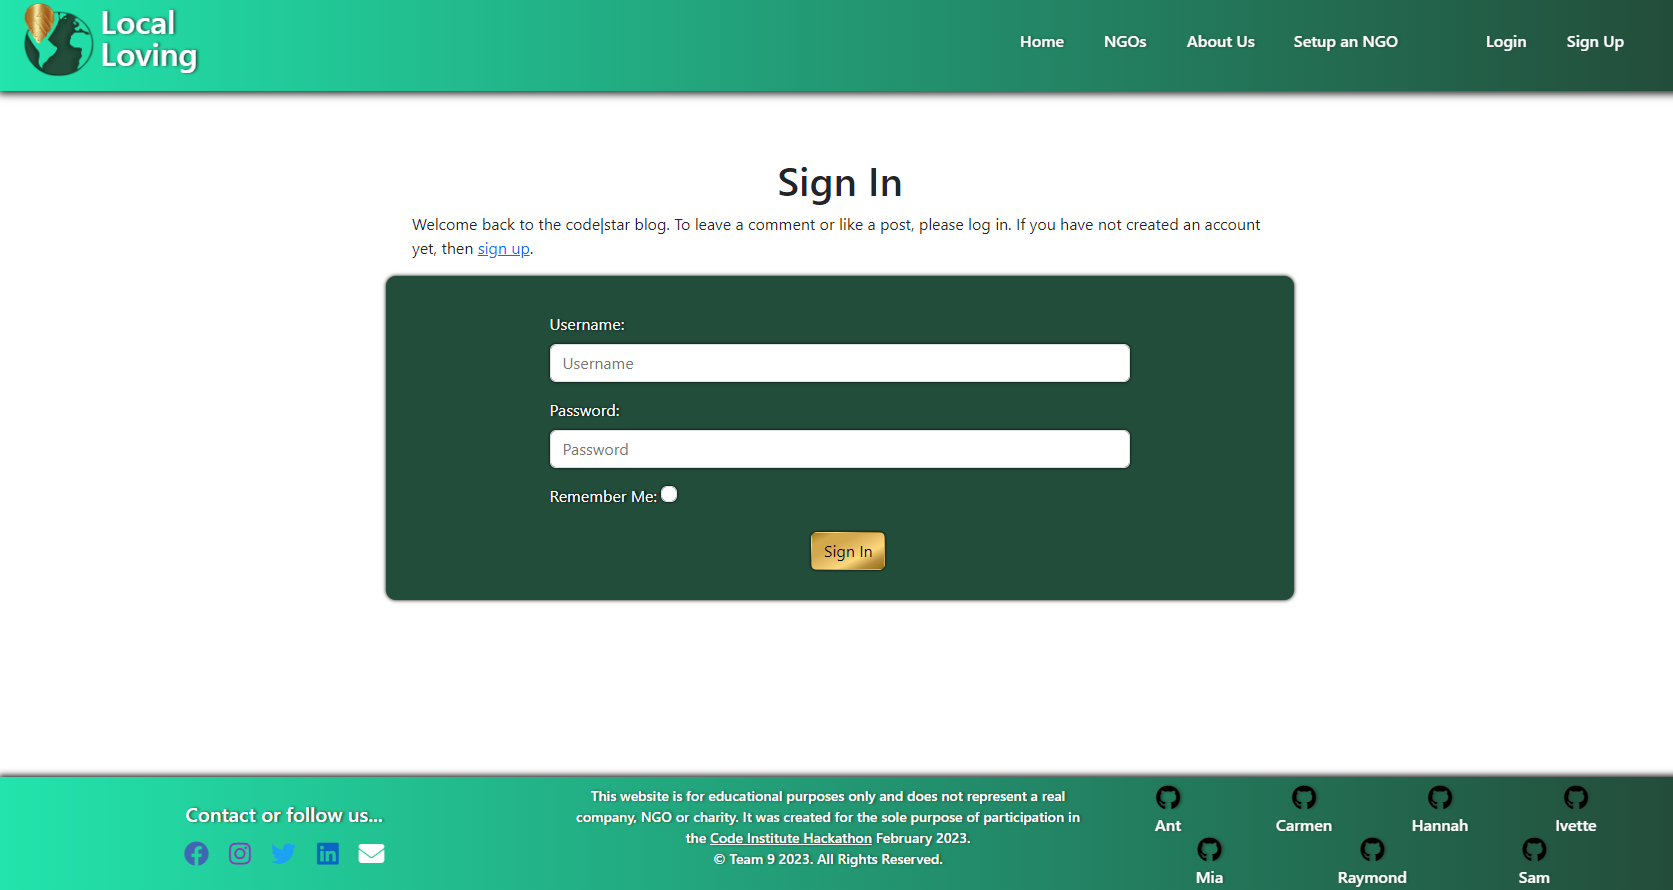 Local
Loving
Home NGOs About Us Setup an NGO Login Sign Up
Sign In
Welcome back to the code|star blog. To leave a comment or like a post, please log in. If you have not created an account
yet, then sign up.
Username:
Username
Password:
Password
Remember Me:
Sign In
Contact or follow us...
This website is for educational purposes only and does not represent a real
company, NGO or charity. It was created for the sole purpose of participation in
the Code Institute Hackathon February 2023.
© Team 9 2023. All Rights Reserved.
Ant Carmen Hannah Ivette
Mia Raymond Sam